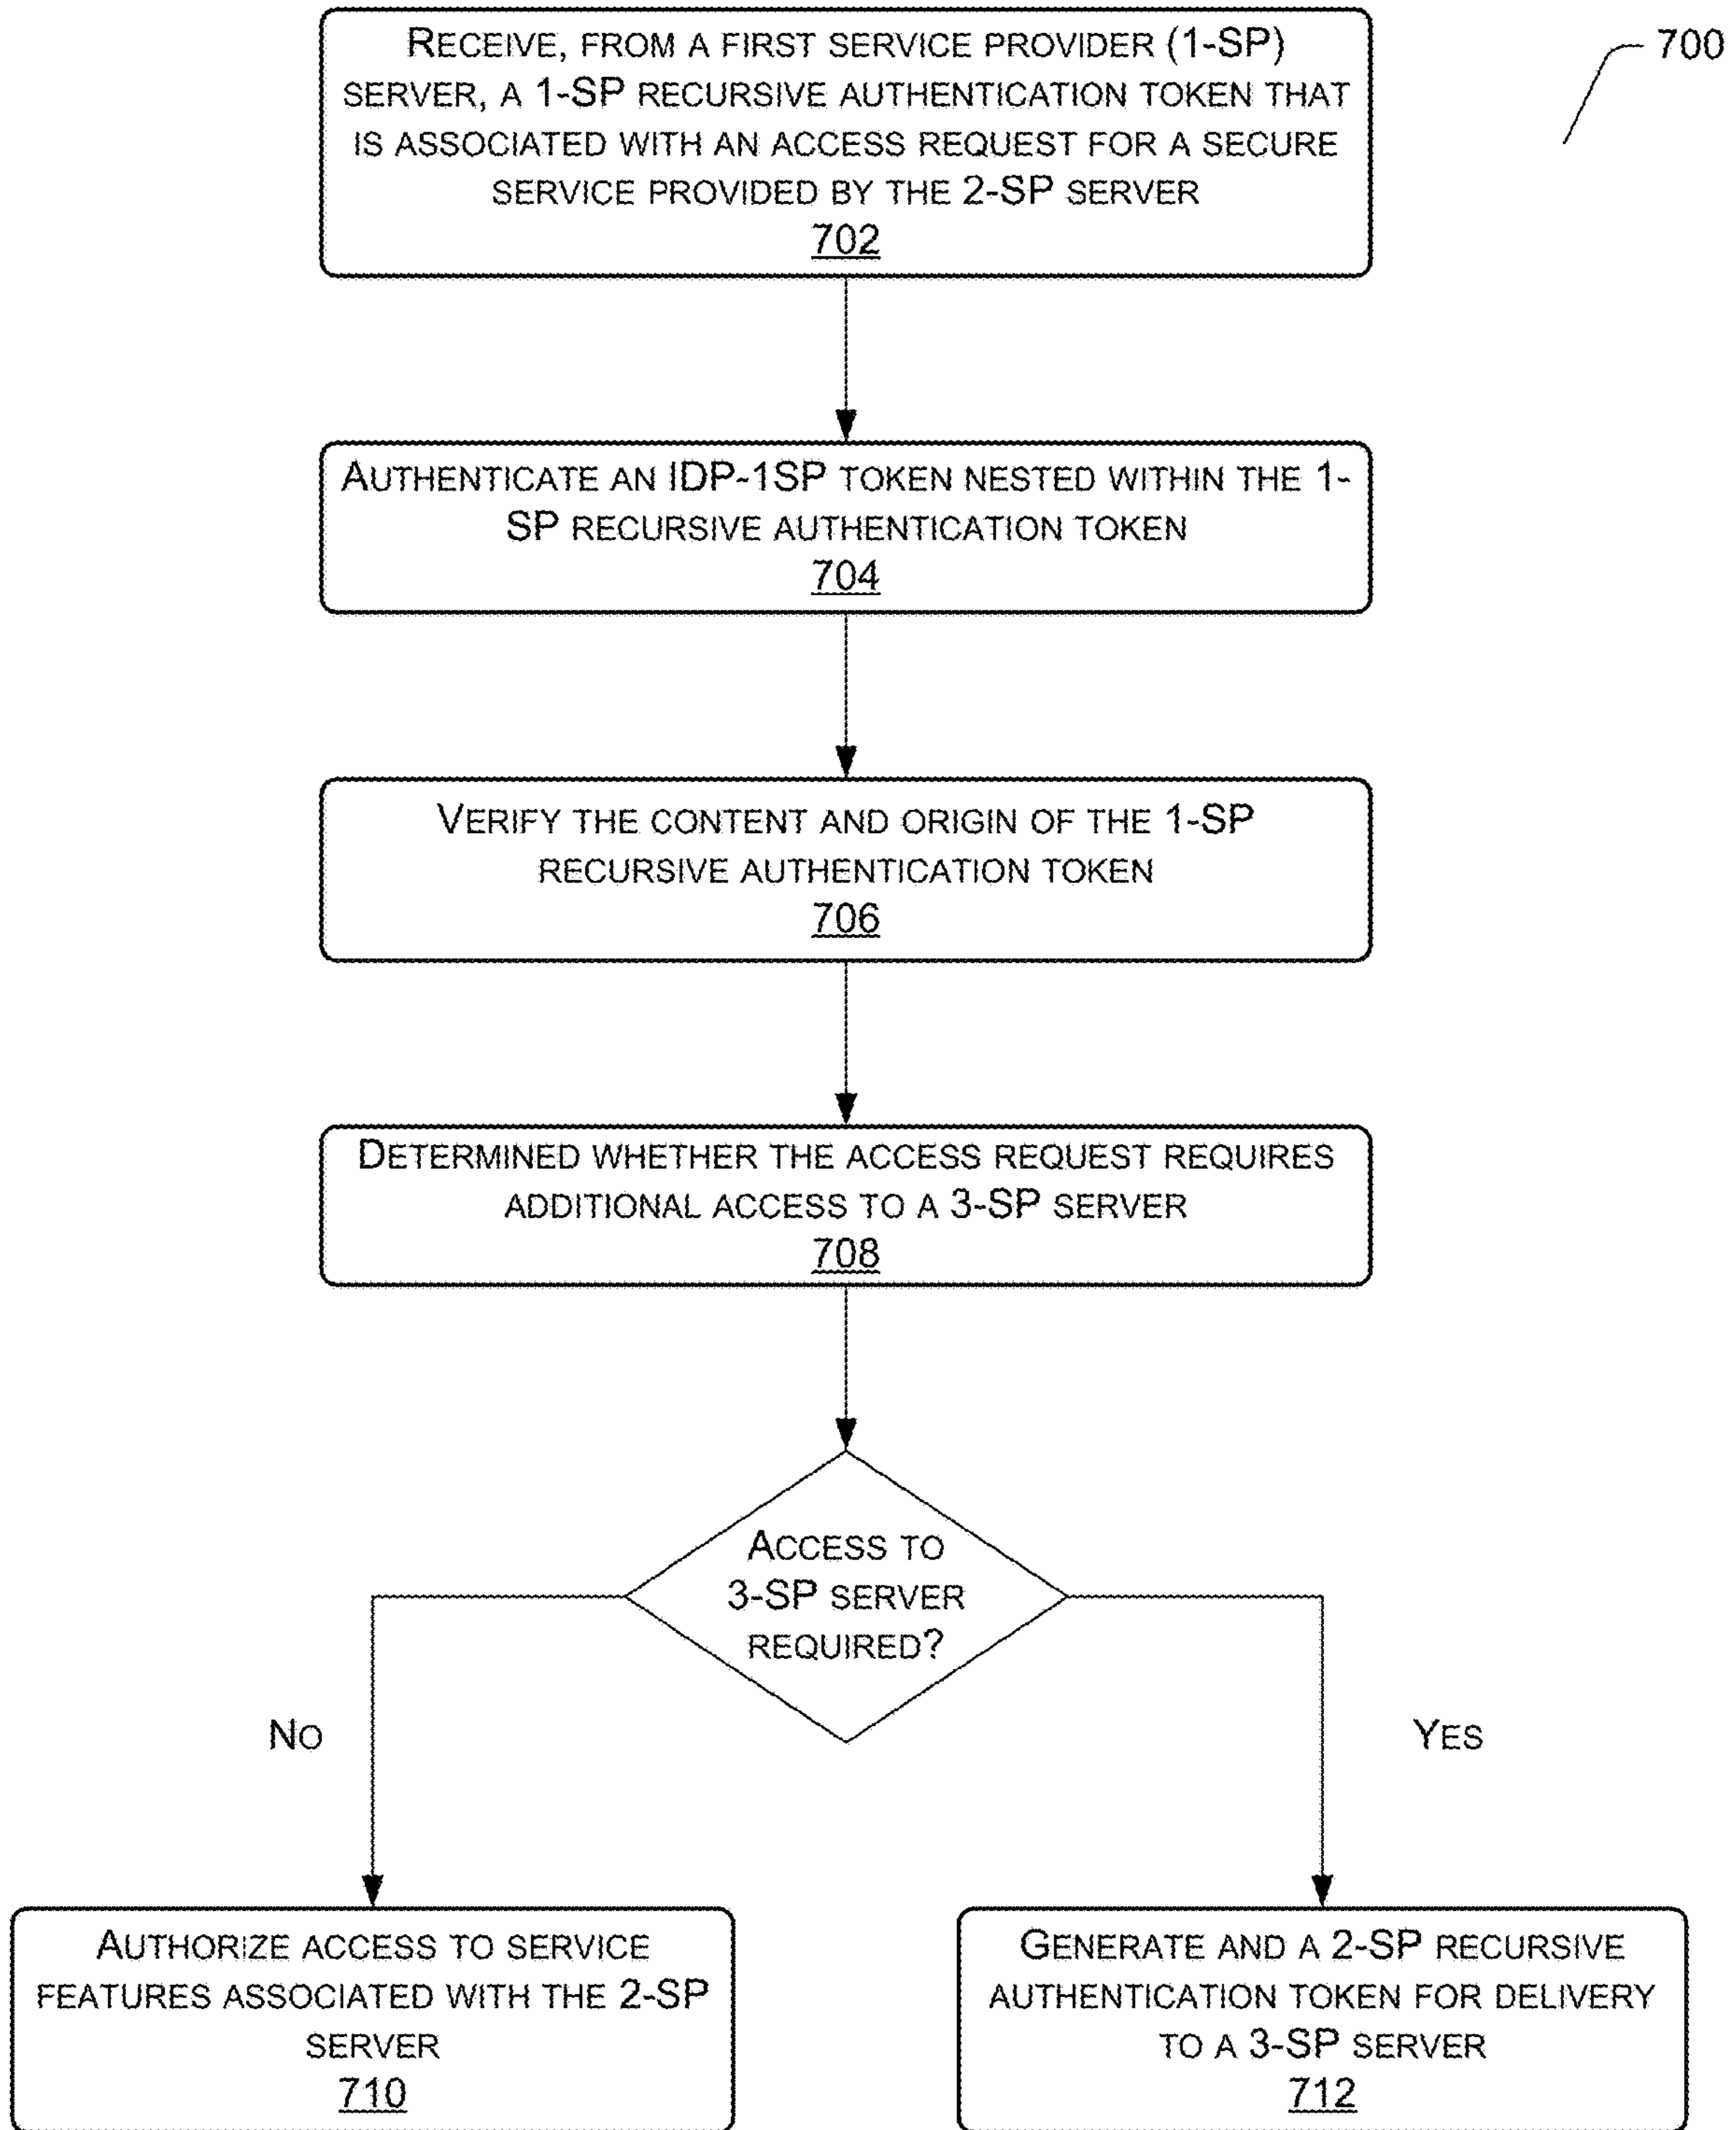 700
RECEIVE, FROM A FIRST SERVICE PROVIDER (1-SP)
SERVER, A 1-SP RECURSIVE AUTHENTICATION TOKEN THAT
IS ASSOCIATED WITH AN ACCESS REQUEST FOR A SECURE
SERVICE PROVIDED BY THE 2-SP SERVER
702
AUTHENTICATE AN IDP-1SP TOKEN NESTED WITHIN THE 1-
SP RECURSIVE AUTHENTICATION TOKEN
704
VERIFY THE CONTENT AND ORIGIN OF THE 1-SP
RECURSIVE AUTHENTICATION TOKEN
706
DETERMINED WHETHER THE ACCESS REQUEST REQUIRES
ADDITIONAL ACCESS TO A 3-SP SERVER
708
ACCESS TO
3-SP SERVER
REQUIRED?
NO
YES
AUTHORIZE ACCESS TO SERVICE
FEATURES ASSOCIATED WITH THE 2-SP
SERVER
710
GENERATE AND A 2-SP RECURSIVE
AUTHENTICATION TOKEN FOR DELIVERY
TO A 3-SP SERVER
712